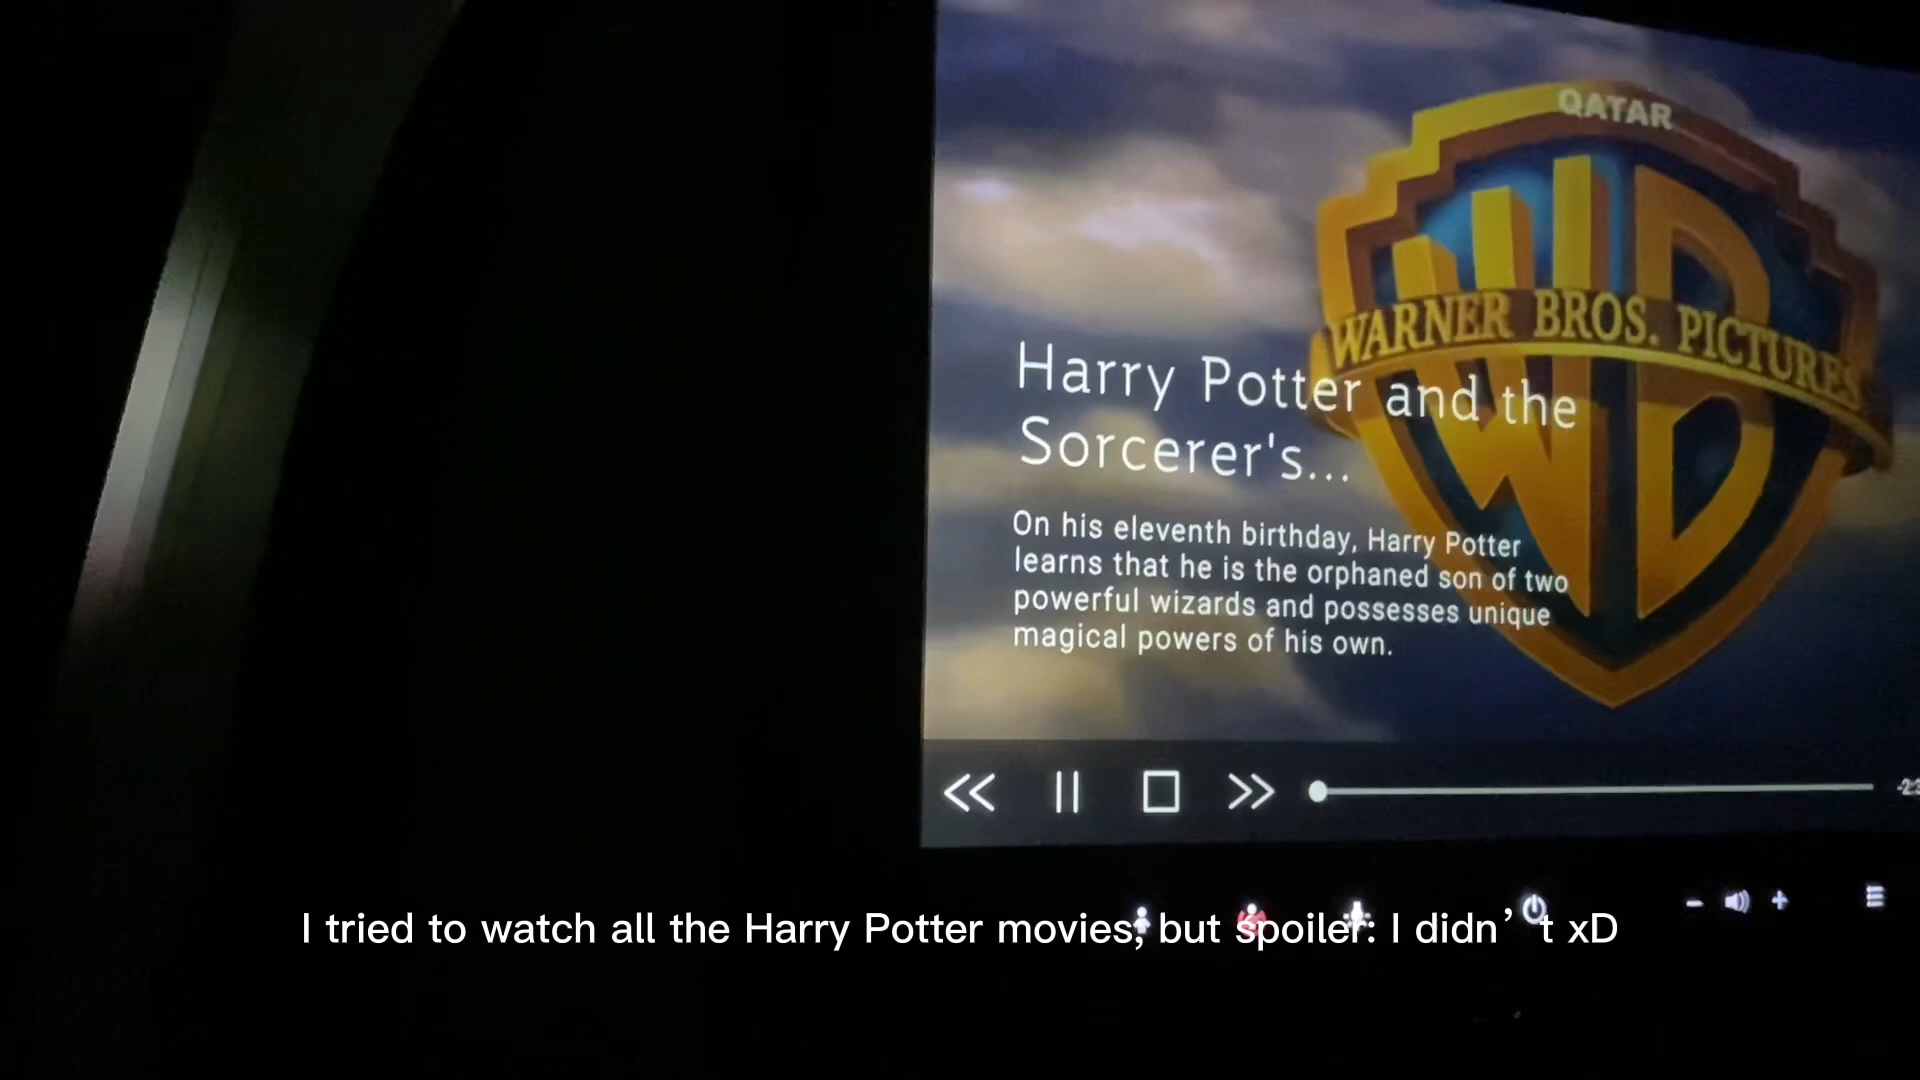 QATAR
WARNER BROS. PICTURES
Harry Potter and the
Sorcerer's...
On his eleventh birthday, Harry Potter
learns that he is the orphaned son of two
powerful wizards and possesses unique
magical powers of his own.
I tried to watch all the Harry Potter movies, but spoiler: I didn’t xD